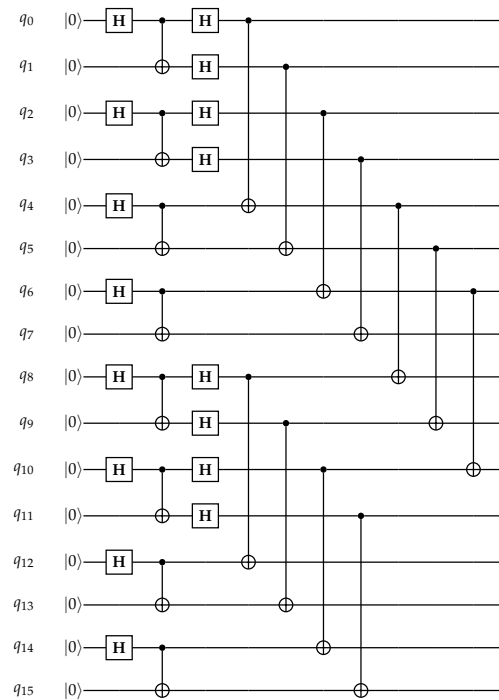 q0 |0⟩ H H
q1 |0⟩ H
q2 |0⟩ H H
q3 |0⟩ H
q4 |0⟩ H
q5 |0⟩
q6 |0⟩ H
q7 |0⟩
q8 |0⟩ H H
q9 |0⟩ H
q10 |0⟩ H H
q11 |0⟩ H
q12 |0⟩ H
q13 |0⟩
q14 |0⟩ H
q15 |0⟩